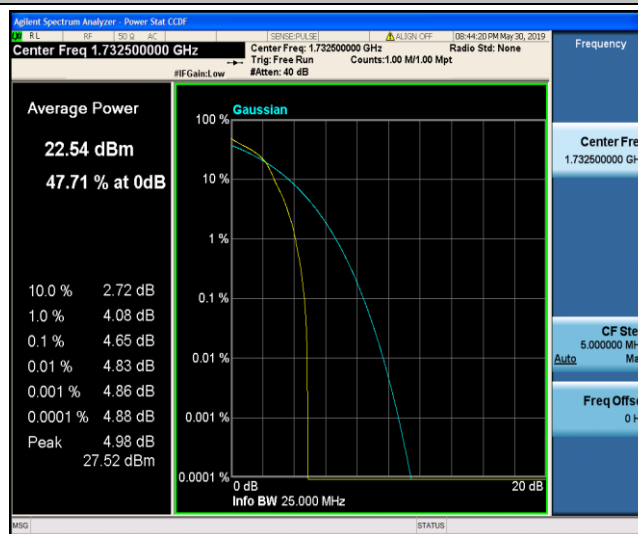 Agilent Spectrum Analyzer - Power Stat CCDF
RL RF 50 Ω AC SENSE:PULSE ALIGN OFF 08:44:20 PM May 30, 2019
Center Freq 1.732500000 GHz
Center Freq: 1.732500000 GHz Radio Std: None
Trig: Free Run Counts:1.00 M/1.00 Mpt
#IFGain:Low #Atten: 40 dB
Frequency
Average Power
22.54 dBm
47.71 % at 0dB
10.0 % 2.72 dB
1.0 % 4.08 dB
0.1 % 4.65 dB
0.01 % 4.83 dB
0.001 % 4.86 dB
0.0001 % 4.88 dB
Peak 4.98 dB
27.52 dBm
Gaussian
100 %
10 %
1 %
0.1 %
0.01 %
0.001 %
0.0001 %
0 dB 20 dB
Info BW 25.000 MHz
Center Fre
1.732500000 GH
CF Ste
5.000000 MH
Auto Ma
Freq Offse
0 H
MSG STATUS